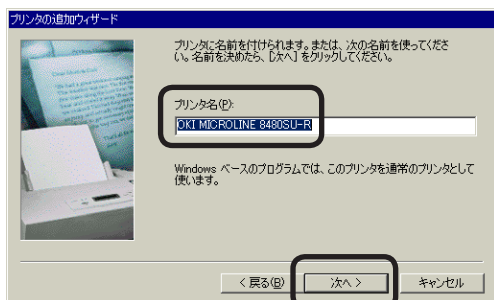 プリンタの追加ウィザード
プリンタに名前を付けられます。または、次の名前を使ってくださ
い。名前を決めたら、[次へ] をクリックしてください。
プリンタ名(P):
OKI MICROLINE 8480SU-R
Windows ベースのプログラムでは、このプリンタを通常のプリンタとして
使います。
< 戻る(B)
次へ >
キャンセル